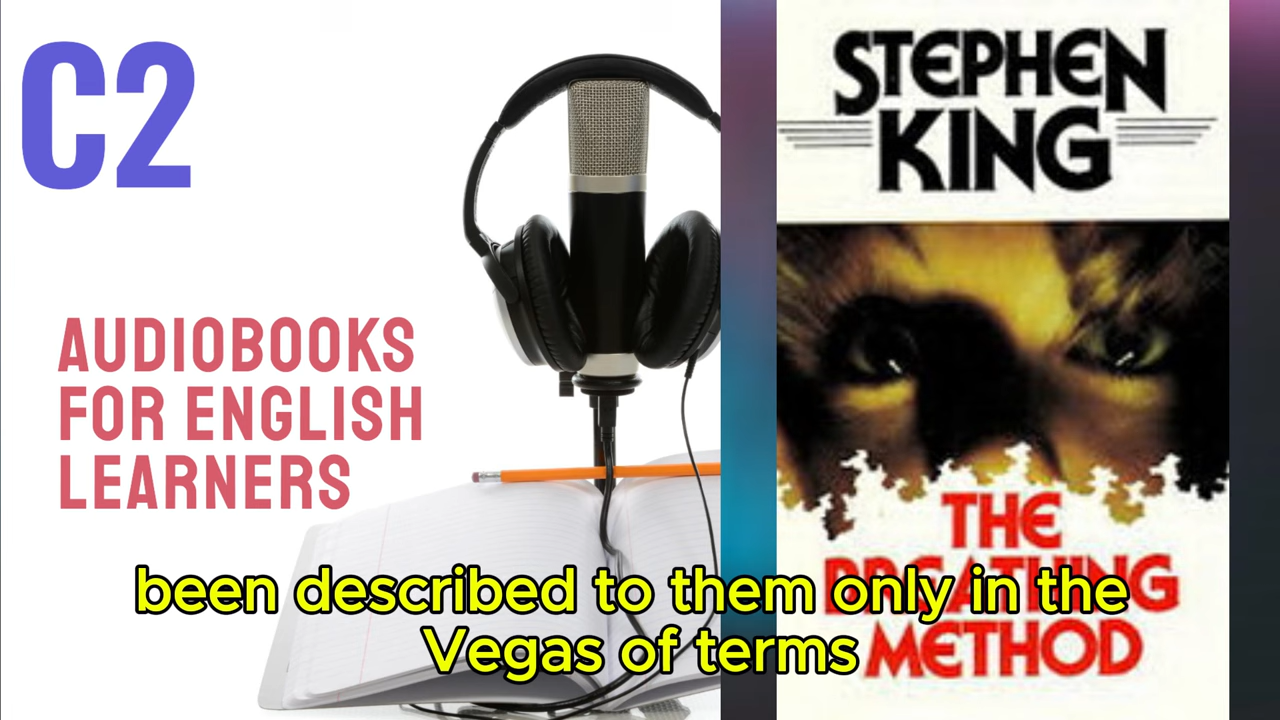 C2
AUDIOBOOKS
FOR ENGLISH
LEARNERS
STEPHEN
KING
THE
BREATHING
METHOD
been described to them only in the
Vegas of terms